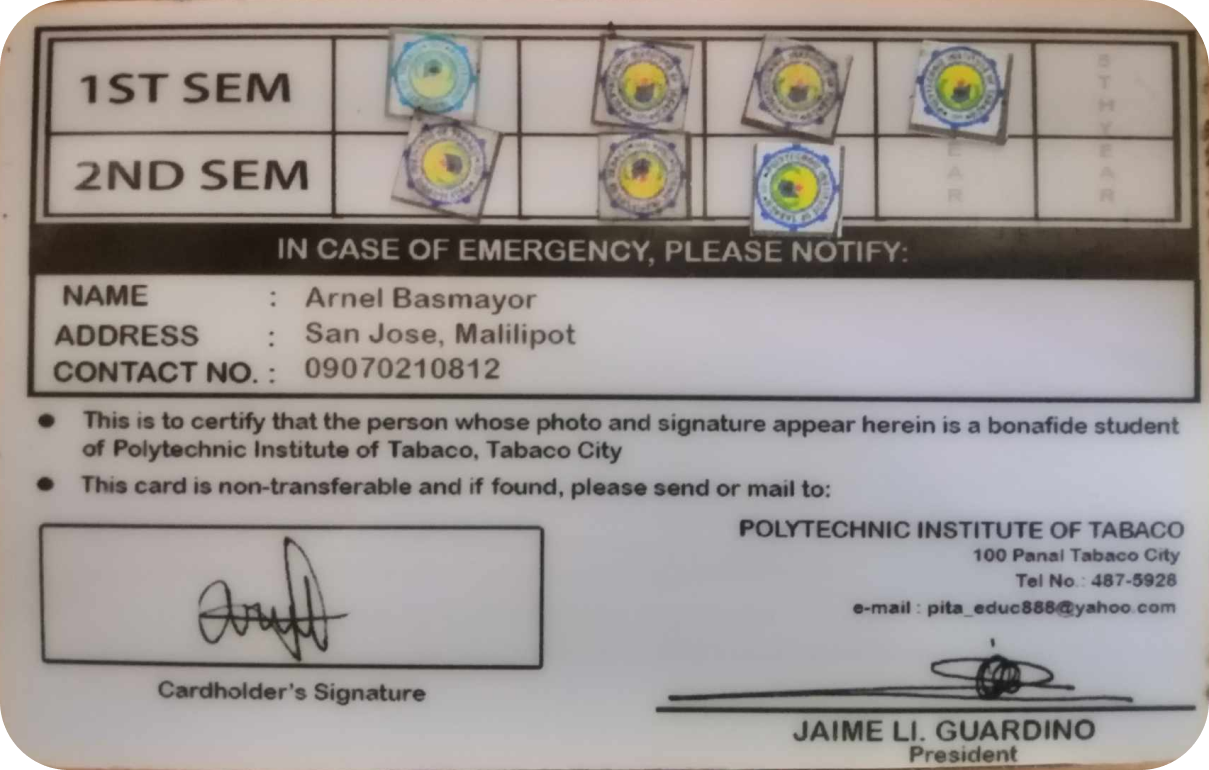 1ST SEM
5TH YEAR
2ND SEM
EAR
IN CASE OF EMERGENCY, PLEASE NOTIFY:
NAME : Arnel Basmayor
ADDRESS : San Jose, Malilipot
CONTACT NO. : 09070210812
This is to certify that the person whose photo and signature appear herein is a bonafide student
of Polytechnic Institute of Tabaco, Tabaco City
This card is non-transferable and if found, please send or mail to:
POLYTECHNIC INSTITUTE OF TABACO
100 Panal Tabaco City
Tel No.: 487-5928
e-mail : pita_educ888@yahoo.com
Cardholder's Signature
JAIME LI. GUARDINO
President